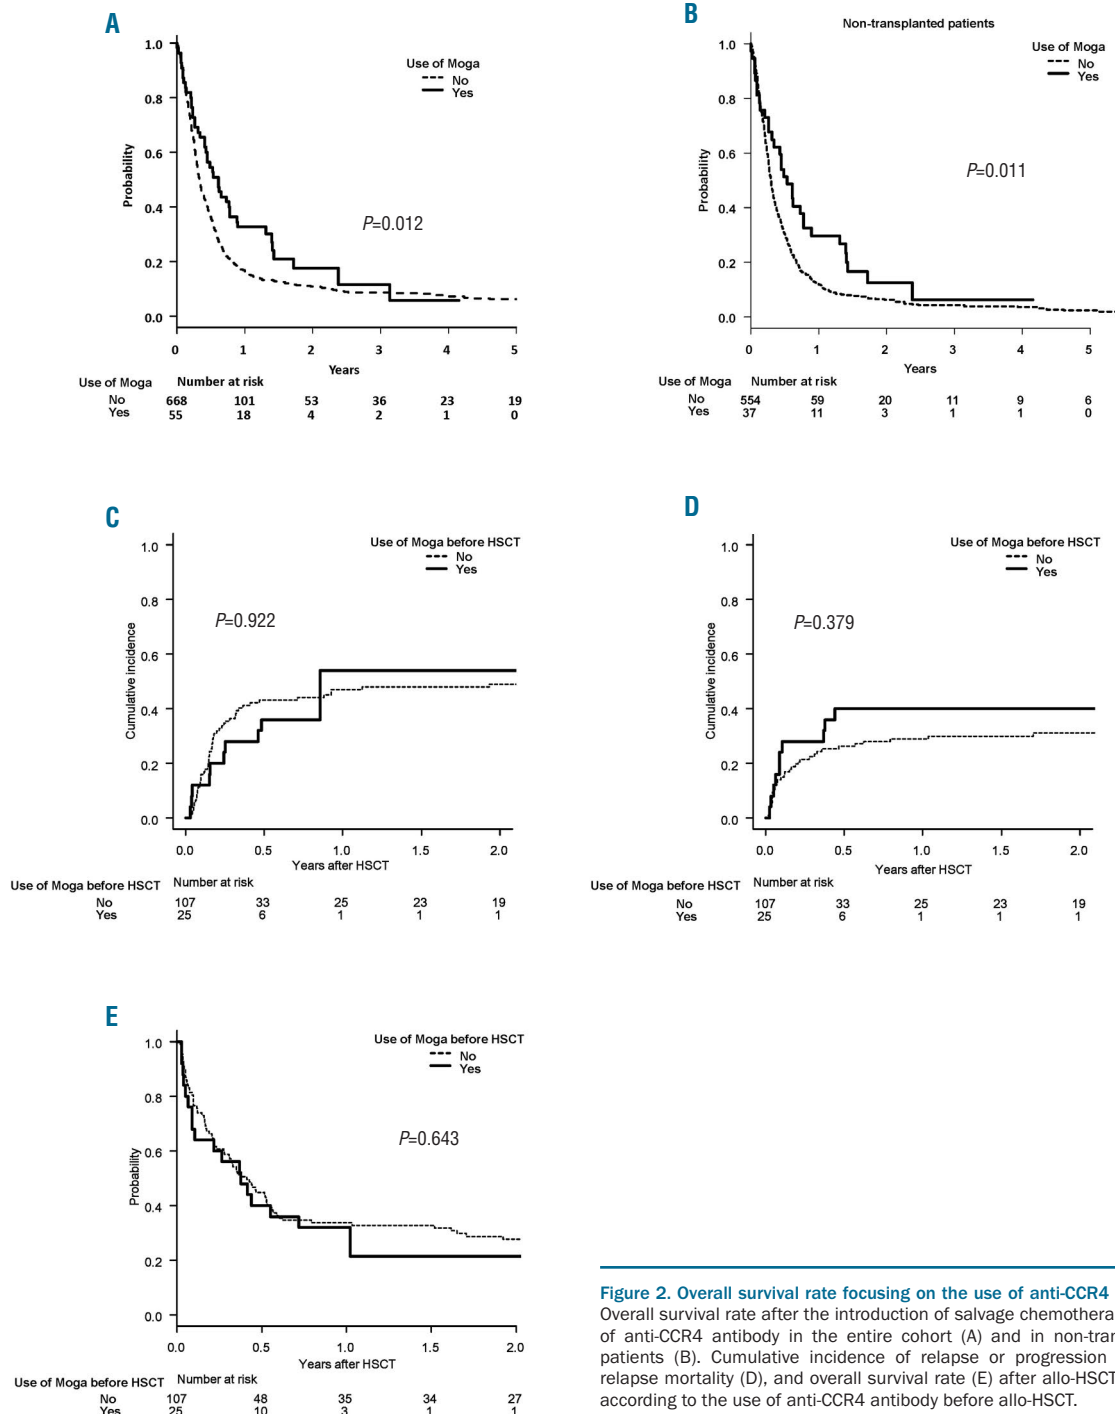 A
1.0
0.8
0.6
0.4
0.2
0.0
Probability
Use of Moga
No
Yes
P=0.012
0 1 2 3 4 5
Years
Use of Moga Number at risk
No 668 101 53 36 23 19
Yes 55 18 4 2 1 0
B
Non-transplanted patients
1.0
0.8
0.6
0.4
0.2
0.0
Probability
Use of Moga
No
Yes
P=0.011
0 1 2 3 4 5
Years
Use of Moga Number at risk
No 554 59 20 11 9 6
Yes 37 11 3 1 1 0
C
1.0
0.8
0.6
0.4
0.2
0.0
Cumulative incidence
Use of Moga before HSCT
No
Yes
P=0.922
0.0 0.5 1.0 1.5 2.0
Years after HSCT
Use of Moga before HSCT Number at risk
No 107 33 25 23 19
Yes 25 6 1 1 1
D
1.0
0.8
0.6
0.4
0.2
0.0
Cumulative incidence
Use of Moga before HSCT
No
Yes
P=0.379
0.0 0.5 1.0 1.5 2.0
Years after HSCT
Use of Moga before HSCT Number at risk
No 107 33 25 23 19
Yes 25 6 1 1 1
E
1.0
0.8
0.6
0.4
0.2
0.0
Probability
Use of Moga before HSCT
No
Yes
P=0.643
0.0 0.5 1.0 1.5 2.0
Years after HSCT
Use of Moga before HSCT Number at risk
No 107 48 35 34 27
Yes 25 10 3 1 1
Figure 2. Overall survival rate focusing on the use of anti-CCR4
Overall survival rate after the introduction of salvage chemothera
of anti-CCR4 antibody in the entire cohort (A) and in non-tran
patients (B). Cumulative incidence of relapse or progression
relapse mortality (D), and overall survival rate (E) after allo-HSCT
according to the use of anti-CCR4 antibody before allo-HSCT.